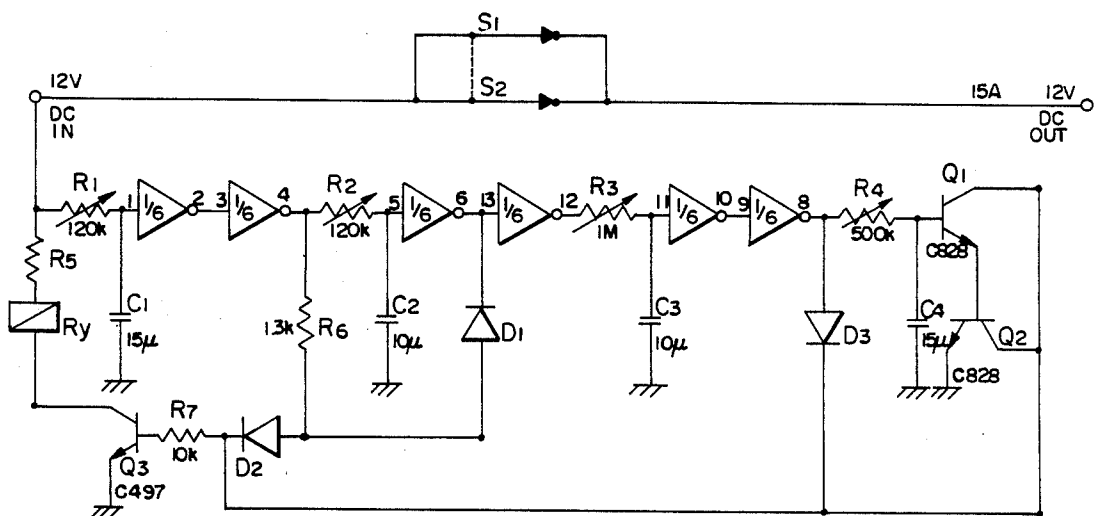 S1
12V
S2
15A
12V
DC
IN
DC
OUT
R1
1
1/6
2
3
1/6
4
R2
5
1/6
6
13
1/6
12
R3
11
1/6
10
9
1/6
8
R4
Q1
120k
120k
1M
500k
C828
R5
Ry
C1
15μ
1.3k
R6
C2
10μ
D1
C3
10μ
D3
C4
15μ
Q2
C828
R7
10k
D2
Q3
C497